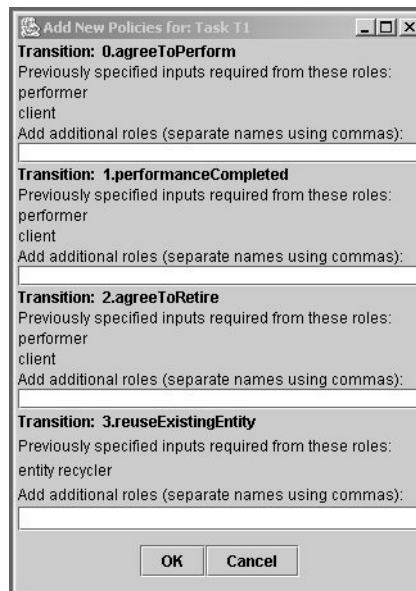 Add New Policies for: Task T1
Transition: 0.agreeToPerform
Previously specified inputs required from these roles:
performer
client
Add additional roles (separate names using commas):
Transition: 1.performanceCompleted
Previously specified inputs required from these roles:
performer
client
Add additional roles (separate names using commas):
Transition: 2.agreeToRetire
Previously specified inputs required from these roles:
performer
client
Add additional roles (separate names using commas):
Transition: 3.reuseExistingEntity
Previously specified inputs required from these roles:
entity recycler
Add additional roles (separate names using commas):
OK Cancel